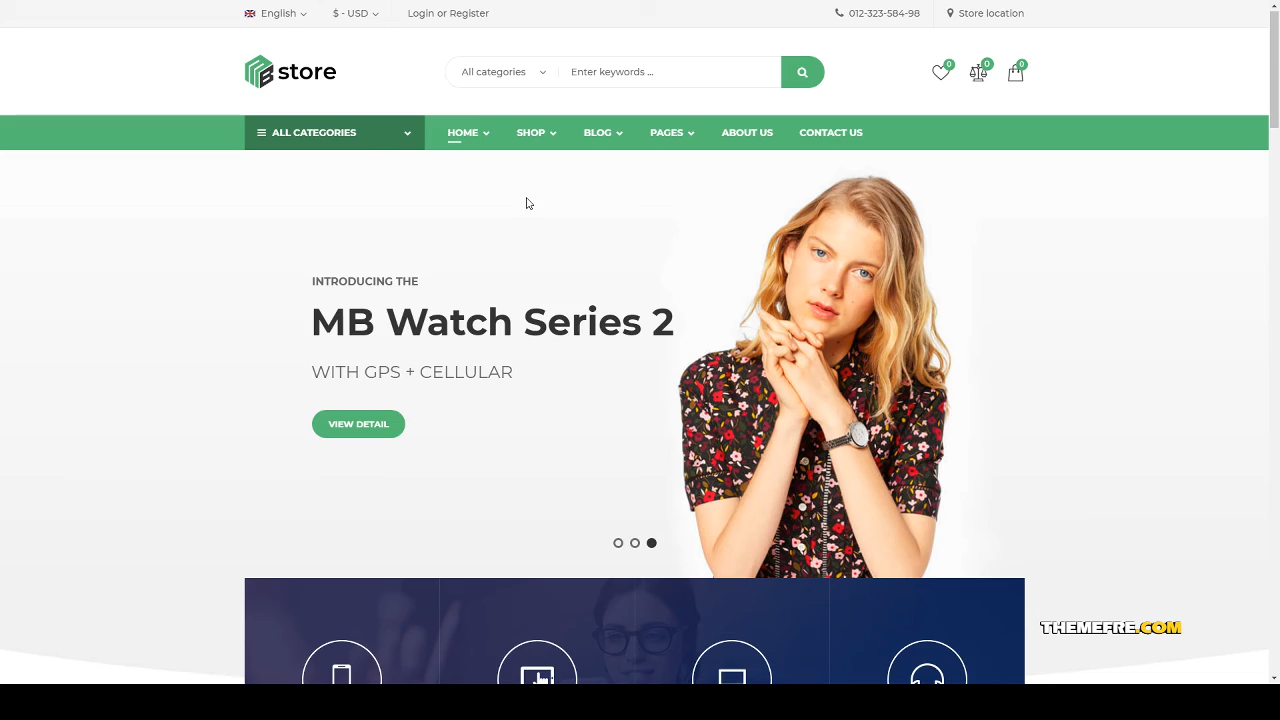 English
$ - USD
Login or Register
012-323-584-98
Store location
store
All categories
Enter keywords ...
0
0
0
ALL CATEGORIES
HOME
SHOP
BLOG
PAGES
ABOUT US
CONTACT US
INTRODUCING THE
MB Watch Series 2
WITH GPS + CELLULAR
VIEW DETAIL
THEMEFRE.COM